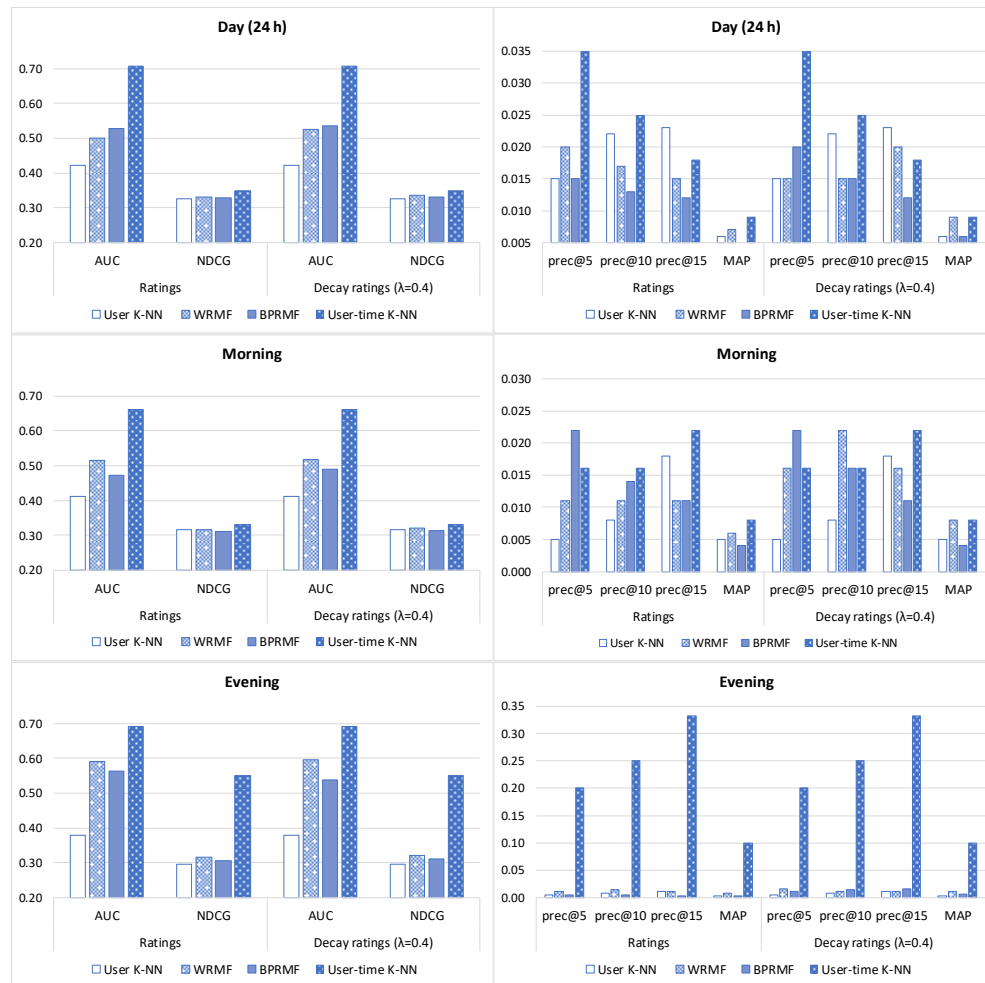 Day (24 h)
0.70
0.60
0.50
0.40
0.30
0.20
AUC NDCG AUC NDCG
Ratings Decay ratings (λ=0.4)
User K-NN WRMF BPRMF User-time K-NN
Day (24 h)
0.035
0.030
0.025
0.020
0.015
0.010
0.005
prec@5 prec@10 prec@15 MAP prec@5 prec@10 prec@15 MAP
Ratings Decay ratings (λ=0.4)
User K-NN WRMF BPRMF User-time K-NN
Morning
0.70
0.60
0.50
0.40
0.30
0.20
AUC NDCG AUC NDCG
Ratings Decay ratings (λ=0.4)
User K-NN WRMF BPRMF User-time K-NN
Morning
0.030
0.025
0.020
0.015
0.010
0.005
0.000
prec@5 prec@10 prec@15 MAP prec@5 prec@10 prec@15 MAP
Ratings Decay ratings (λ=0.4)
User K-NN WRMF BPRMF User-time K-NN
Evening
0.70
0.60
0.50
0.40
0.30
0.20
AUC NDCG AUC NDCG
Ratings Decay ratings (λ=0.4)
User K-NN WRMF BPRMF User-time K-NN
Evening
0.35
0.30
0.25
0.20
0.15
0.10
0.05
0.00
prec@5 prec@10 prec@15 MAP prec@5 prec@10 prec@15 MAP
Ratings Decay ratings (λ=0.4)
User K-NN WRMF BPRMF User-time K-NN